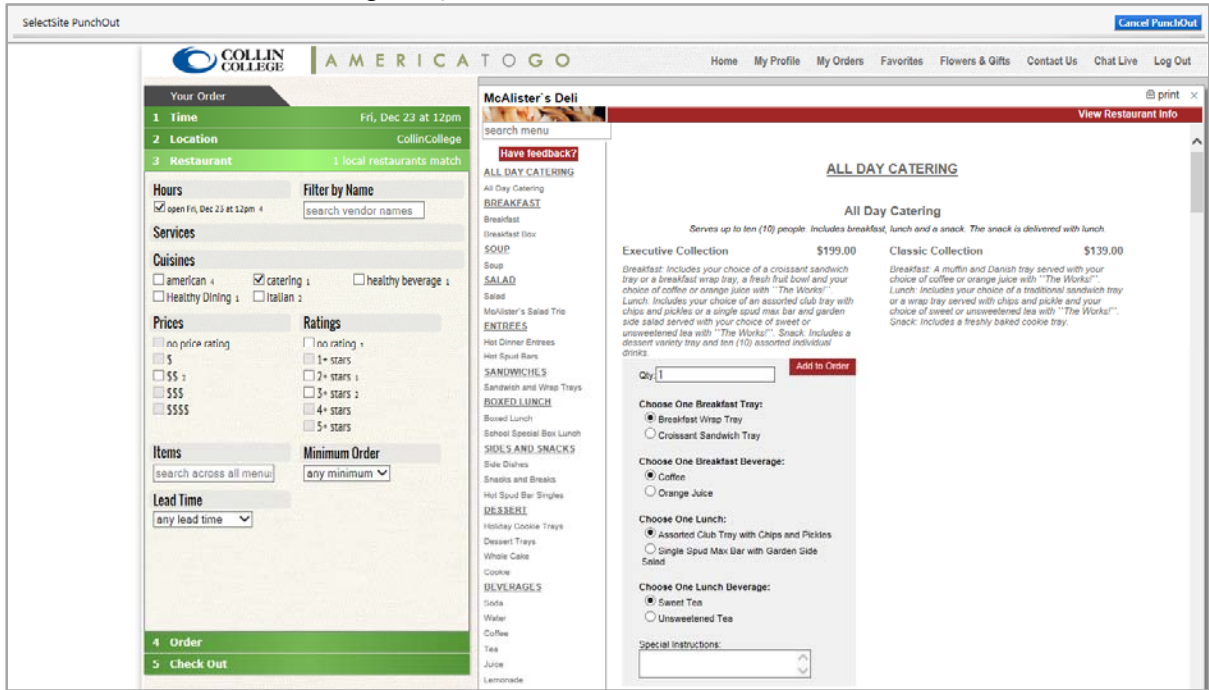 SelectSite PunchOut
Cancel PunchOut
COLLIN
COLLEGE
AMERICA TO GO
Home My Profile My Orders Favorites Flowers & Gifts Contact Us Chat Live Log Out
Your Order
1 Time Fri, Dec 23 at 12pm
2 Location CollinCollege
3 Restaurant 1 local restaurants match
Hours
open Fri, Dec 23 at 12pm 4
Filter by Name
search vendor names
Services
Cuisines
american 4 catering 1 healthy beverage 1
Healthy Dining 1 Italian 2
Prices
no price rating
$
$$ 2
$$$
$$$$
Ratings
no rating 1
1+ stars
2+ stars 1
3+ stars 2
4+ stars
5+ stars
Items
search across all menu
Minimum Order
any minimum
Lead Time
any lead time
4 Order
5 Check Out
McAlister`s Deli
print ×
View Restaurant Info
search menu
Have feedback?
ALL DAY CATERING
All Day Catering
BREAKFAST
Breakfast
Breakfast Box
SOUP
Soup
SALAD
Salad
McAlister's Salad Trio
ENTREES
Hot Dinner Entrees
Hot Spud Bars
SANDWICHES
Sandwish and Wrap Trays
BOXED LUNCH
Boxed Lunch
School Special Box Lunch
SIDES AND SNACKS
Side Dishes
Snacks and Breaks
Hot Spud Bar Singles
DESSERT
Holiday Cookie Trays
Dessert Trays
Whole Cake
Cookie
BEVERAGES
Soda
Water
Coffee
Tea
Juice
Lemonade
ALL DAY CATERING
All Day Catering
Serves up to ten (10) people. Includes breakfast, lunch and a snack. The snack is delivered with lunch.
Executive Collection $199.00
Breakfast: Includes your choice of a croissant sandwich
tray or a breakfast wrap tray, a fresh fruit bowl and your
choice of coffee or orange juice with ``The Works!``.
Lunch: Includes your choice of an assorted club tray with
chips and pickles or a single spud max bar and garden
side salad served with your choice of sweet or
unsweetened tea with ``The Works!``. Snack: Includes a
dessert variety tray and ten (10) assorted individual
drinks.
Qty: 1
Add to Order
Choose One Breakfast Tray:
Breakfast Wrap Tray
Croissant Sandwich Tray
Choose One Breakfast Beverage:
Coffee
Orange Juice
Choose One Lunch:
Assorted Club Tray with Chips and Pickles
Single Spud Max Bar with Garden Side
Salad
Choose One Lunch Beverage:
Sweet Tea
Unsweetened Tea
Special Instructions:
Classic Collection $139.00
Breakfast: A muffin and Danish tray served with your
choice of coffee or orange juice with ``The Works!``.
Lunch: Includes your choice of a traditional sandwich tray
or a wrap tray served with chips and pickle and your
choice of sweet or unsweetened tea with ``The Works!``.
Snack: Includes a freshly baked cookie tray.